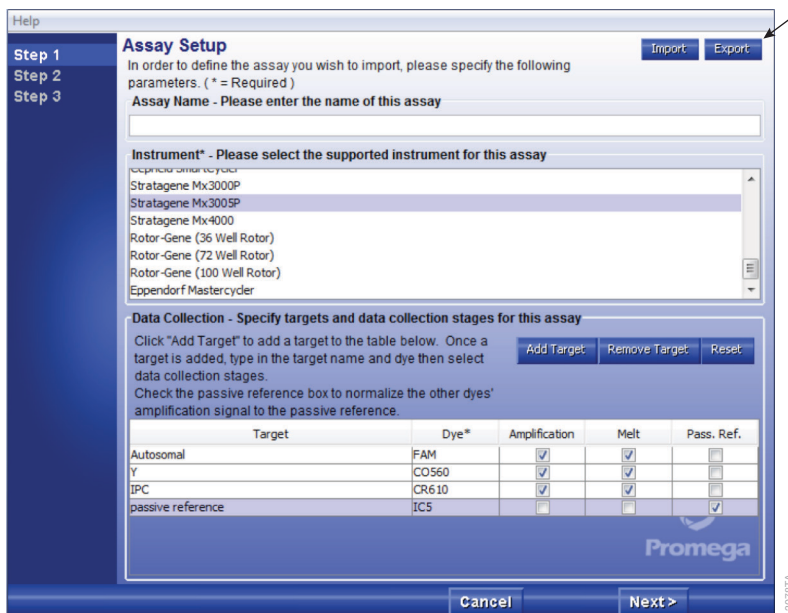 Help
Step 1
Step 2
Step 3
Assay Setup
Import
Export
In order to define the assay you wish to import, please specify the following
parameters. ( * = Required )
Assay Name - Please enter the name of this assay
Instrument* - Please select the supported instrument for this assay
Stratagene Mx3000P
Stratagene Mx3005P
Stratagene Mx4000
Rotor-Gene (36 Well Rotor)
Rotor-Gene (72 Well Rotor)
Rotor-Gene (100 Well Rotor)
Eppendorf Mastercycler
Data Collection - Specify targets and data collection stages for this assay
Click "Add Target" to add a target to the table below. Once a
target is added, type in the target name and dye then select
data collection stages.
Check the passive reference box to normalize the other dyes'
amplification signal to the passive reference.
Add Target
Remove Target
Reset
Target Dye* Amplification Melt Pass. Ref.
Autosomal FAM
Y CO560
IPC CR610
passive reference IC5
Promega
Cancel
Next >